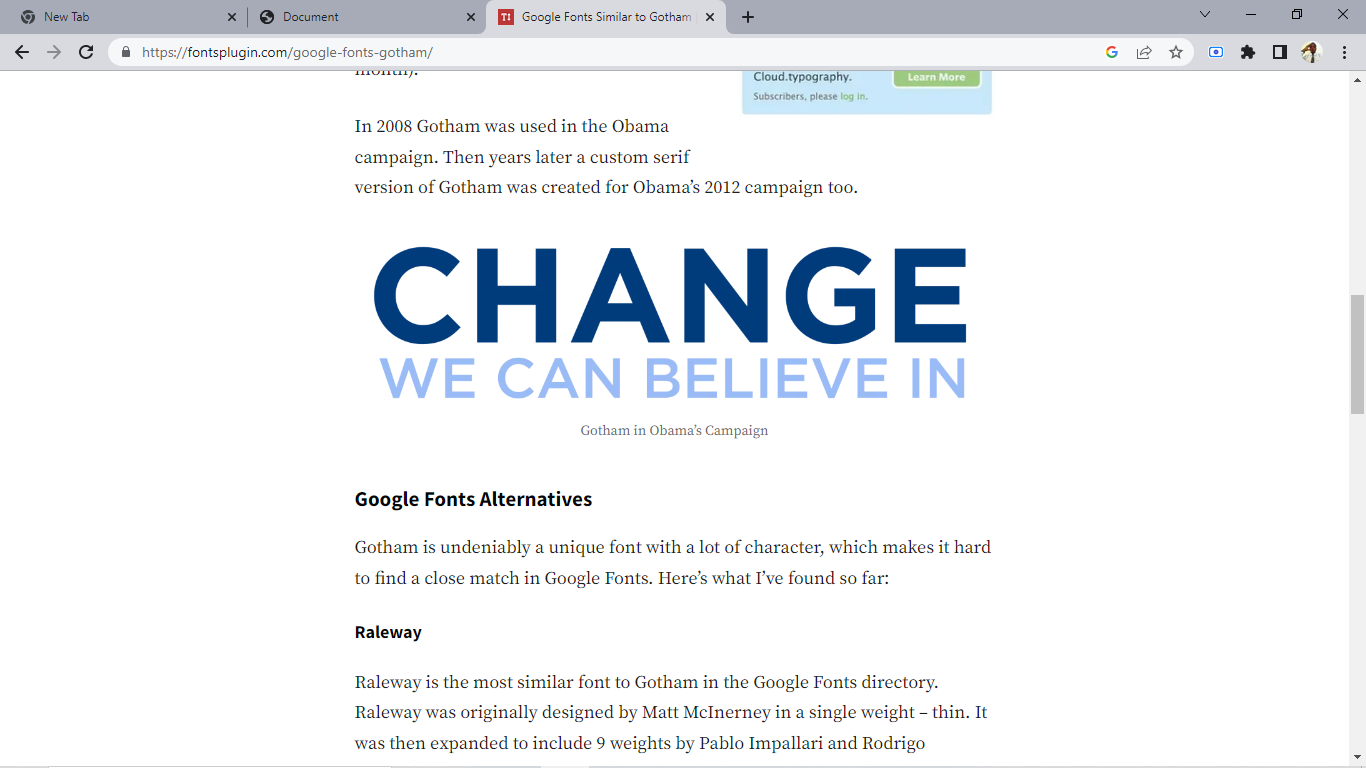 New Tab
Document
Google Fonts Similar to Gotham
https://fontsplugin.com/google-fonts-gotham/
month).
Cloud.typography.
Learn More
Subscribers, please log in.
In 2008 Gotham was used in the Obama
campaign. Then years later a custom serif
version of Gotham was created for Obama’s 2012 campaign too.
CHANGE
WE CAN BELIEVE IN
Gotham in Obama’s Campaign
Google Fonts Alternatives
Gotham is undeniably a unique font with a lot of character, which makes it hard
to find a close match in Google Fonts. Here’s what I’ve found so far:
Raleway
Raleway is the most similar font to Gotham in the Google Fonts directory.
Raleway was originally designed by Matt McInerney in a single weight – thin. It
was then expanded to include 9 weights by Pablo Impallari and Rodrigo